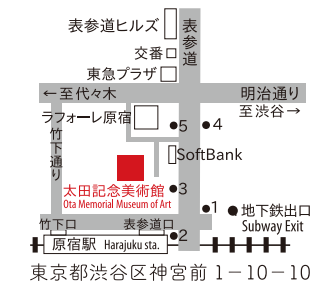 表参道ヒルズ
表参道
交番
東急プラザ
←至代々木
明治通り
至渋谷→
ラフォーレ原宿
5
4
竹下通り
SoftBank
太田記念美術館
Ota Memorial Museum of Art
3
1
地下鉄出口
Subway Exit
竹下口
表参道口
2
原宿駅 Harajuku sta.
東京都渋谷区神宮前 1−10−10